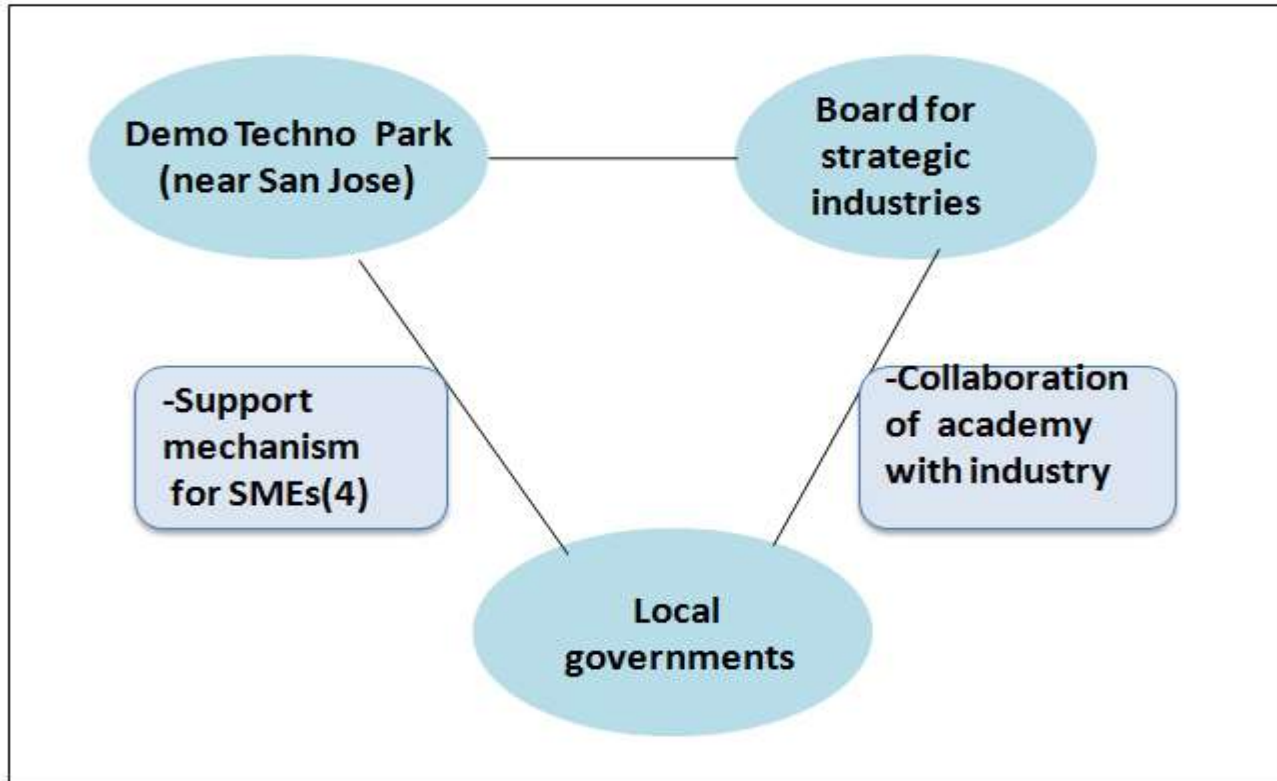 Demo Techno Park
(near San Jose)
Board for
strategic
industries
-Support
mechanism
for SMEs(4)
-Collaboration
of academy
with industry
Local
governments